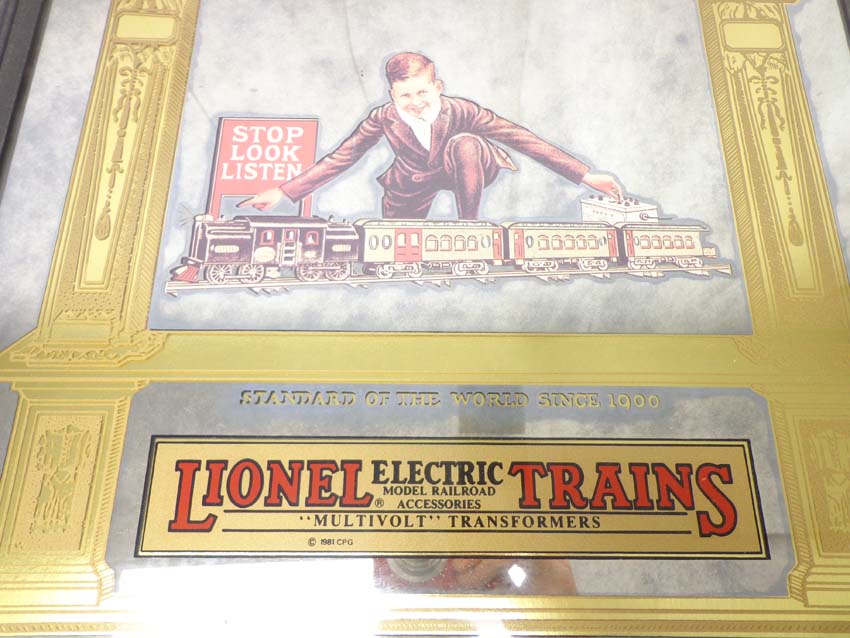 STOP
LOOK
LISTEN
STANDARD OF THE WORLD SINCE 1900
LIONEL ELECTRIC TRAINS
MODEL RAILROAD
® ACCESSORIES
"MULTIVOLT" TRANSFORMERS
© 1981 CPG